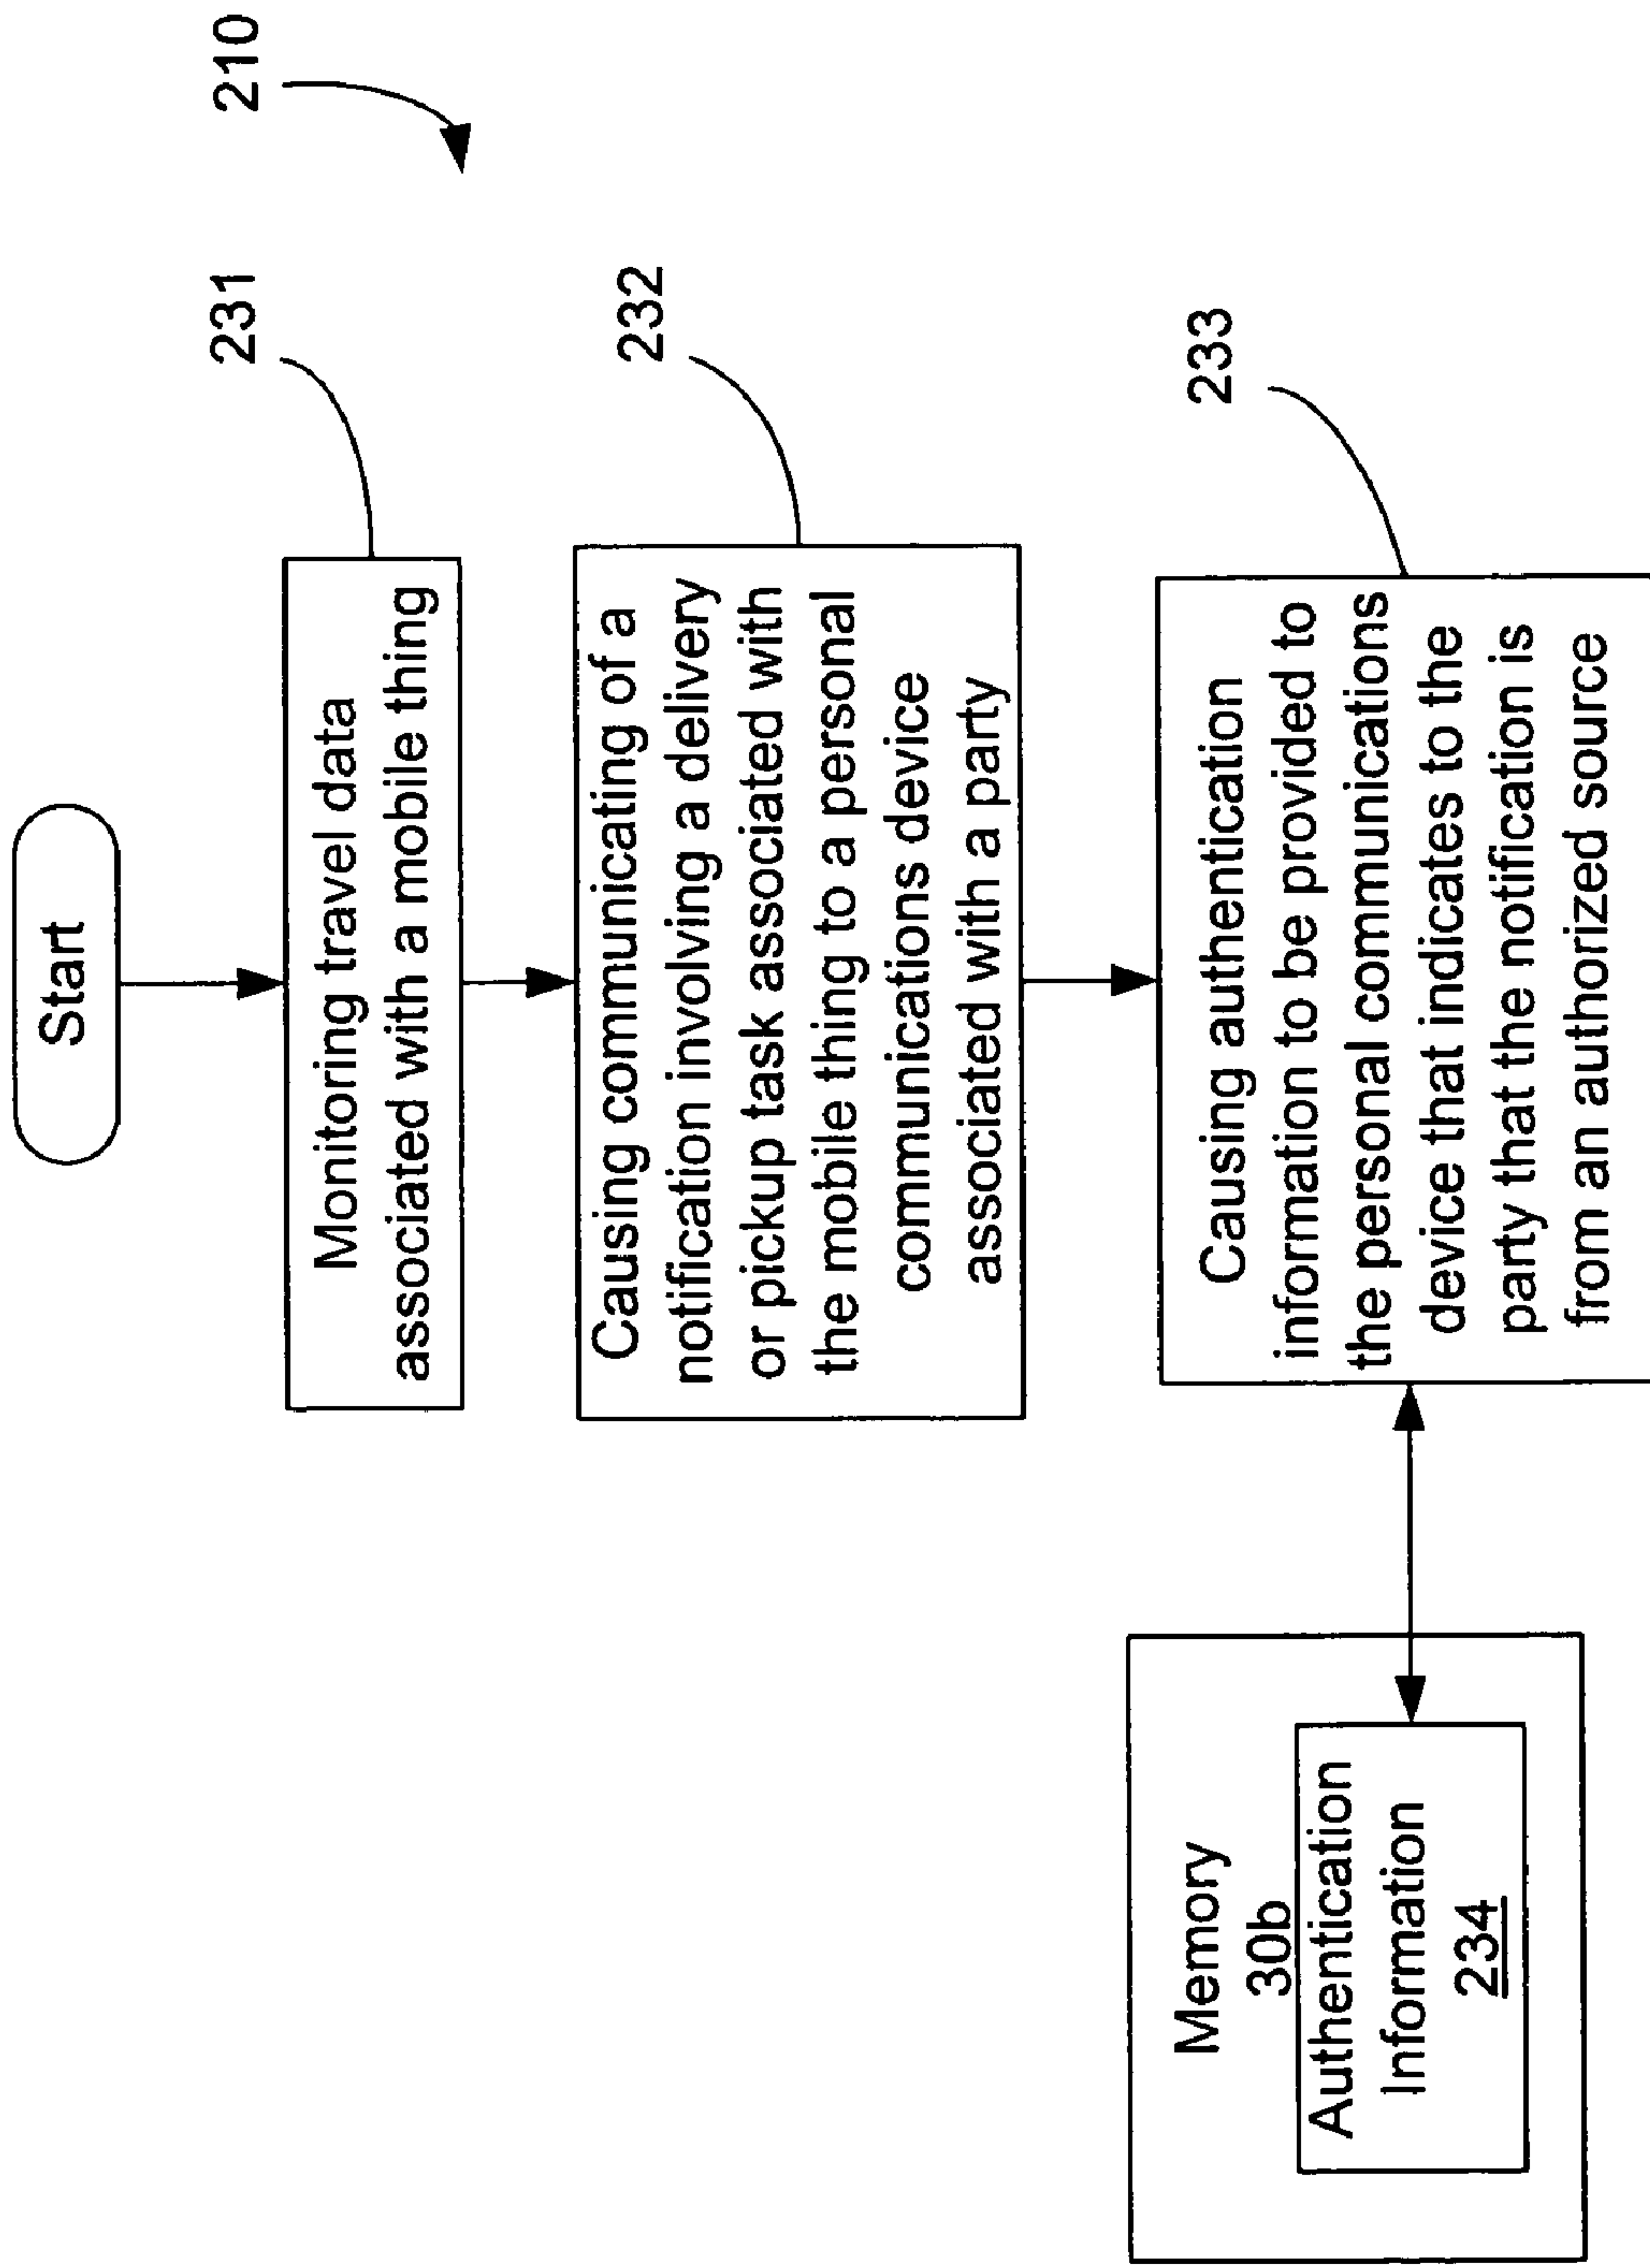 210
Start
231
Monitoring travel data
associated with a mobile thing
232
Causing communicating of a
notification involving a delivery
or pickup task associated with
the mobile thing to a personal
communications device
associated with a party
233
Causing authentication
information to be provided to
the personal communications
device that indicates to the
party that the notification is
from an authorized source
Memory
30b
Authentication
Information
234